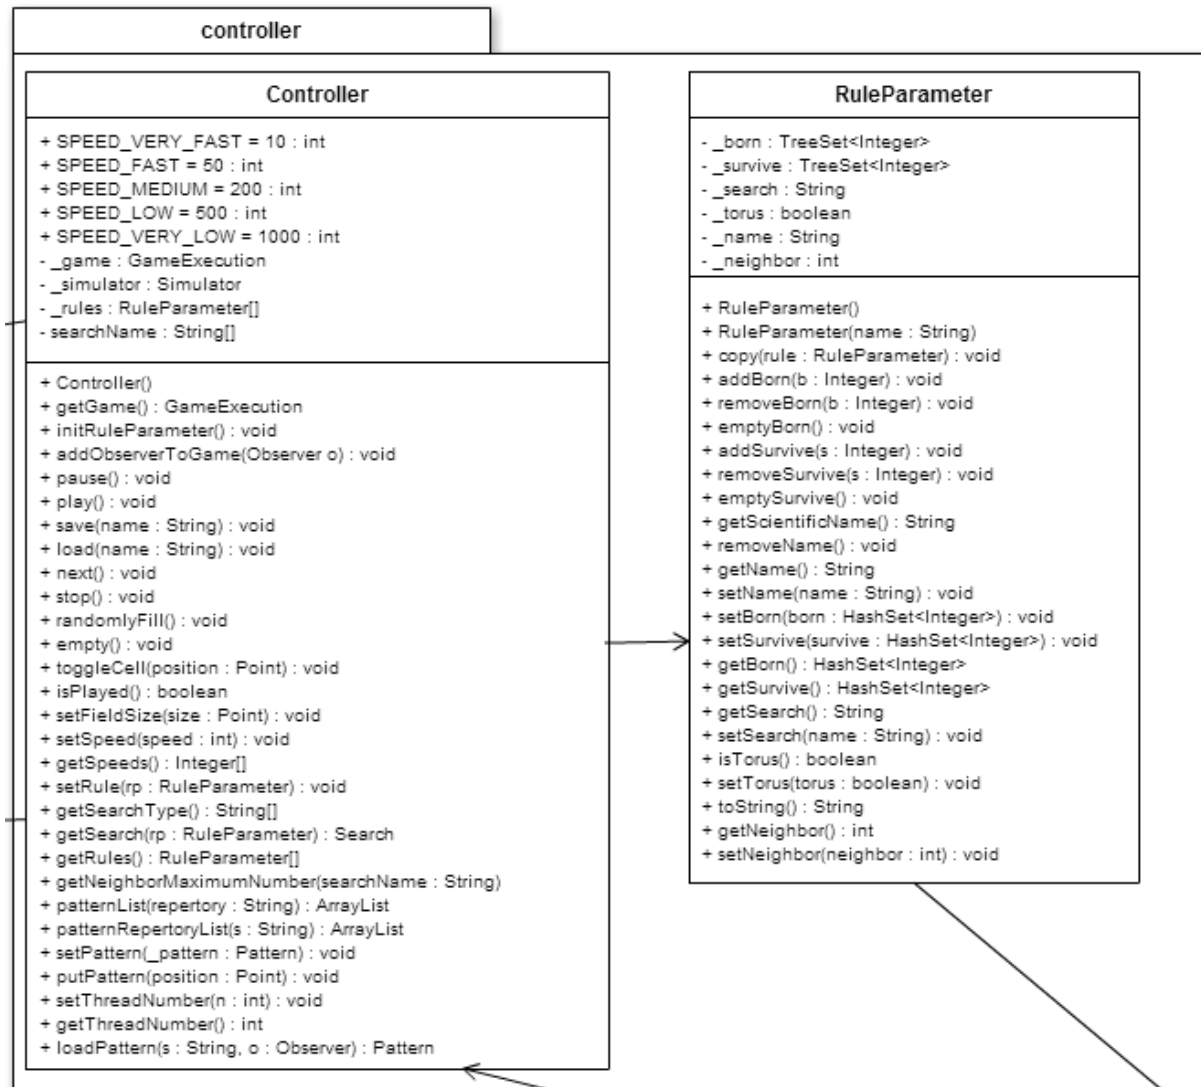 controller
Controller
+ SPEED_VERY_FAST = 10 : int
+ SPEED_FAST = 50 : int
+ SPEED_MEDIUM = 200 : int
+ SPEED_LOW = 500 : int
+ SPEED_VERY_LOW = 1000 : int
- _game : GameExecution
- _simulator : Simulator
- _rules : RuleParameter[]
- searchName : String[]
+ Controller()
+ getGame() : GameExecution
+ initRuleParameter() : void
+ addObserverToGame(Observer o) : void
+ pause() : void
+ play() : void
+ save(name : String) : void
+ load(name : String) : void
+ next() : void
+ stop() : void
+ randomlyFill() : void
+ empty() : void
+ toggleCell(position : Point) : void
+ isPlayed() : boolean
+ setFieldSize(size : Point) : void
+ setSpeed(speed : int) : void
+ getSpeeds() : Integer[]
+ setRule(rp : RuleParameter) : void
+ getSearchType() : String[]
+ getSearch(rp : RuleParameter) : Search
+ getRules() : RuleParameter[]
+ getNeighborMaximumNumber(searchName : String)
+ patternList(repertory : String) : ArrayList
+ patternRepertoryList(s : String) : ArrayList
+ setPattern(_pattern : Pattern) : void
+ putPattern(position : Point) : void
+ setThreadNumber(n : int) : void
+ getThreadNumber() : int
+ loadPattern(s : String, o : Observer) : Pattern
RuleParameter
- _born : TreeSet<Integer>
- _survive : TreeSet<Integer>
- _search : String
- _torus : boolean
- _name : String
- _neighbor : int
+ RuleParameter()
+ RuleParameter(name : String)
+ copy(rule : RuleParameter) : void
+ addBorn(b : Integer) : void
+ removeBorn(b : Integer) : void
+ emptyBorn() : void
+ addSurvive(s : Integer) : void
+ removeSurvive(s : Integer) : void
+ emptySurvive() : void
+ getScientificName() : String
+ removeName() : void
+ getName() : String
+ setName(name : String) : void
+ setBorn(born : HashSet<Integer>) : void
+ setSurvive(survive : HashSet<Integer>) : void
+ getBorn() : HashSet<Integer>
+ getSurvive() : HashSet<Integer>
+ getSearch() : String
+ setSearch(name : String) : void
+ isTorus() : boolean
+ setTorus(torus : boolean) : void
+ toString() : String
+ getNeighbor() : int
+ setNeighbor(neighbor : int) : void